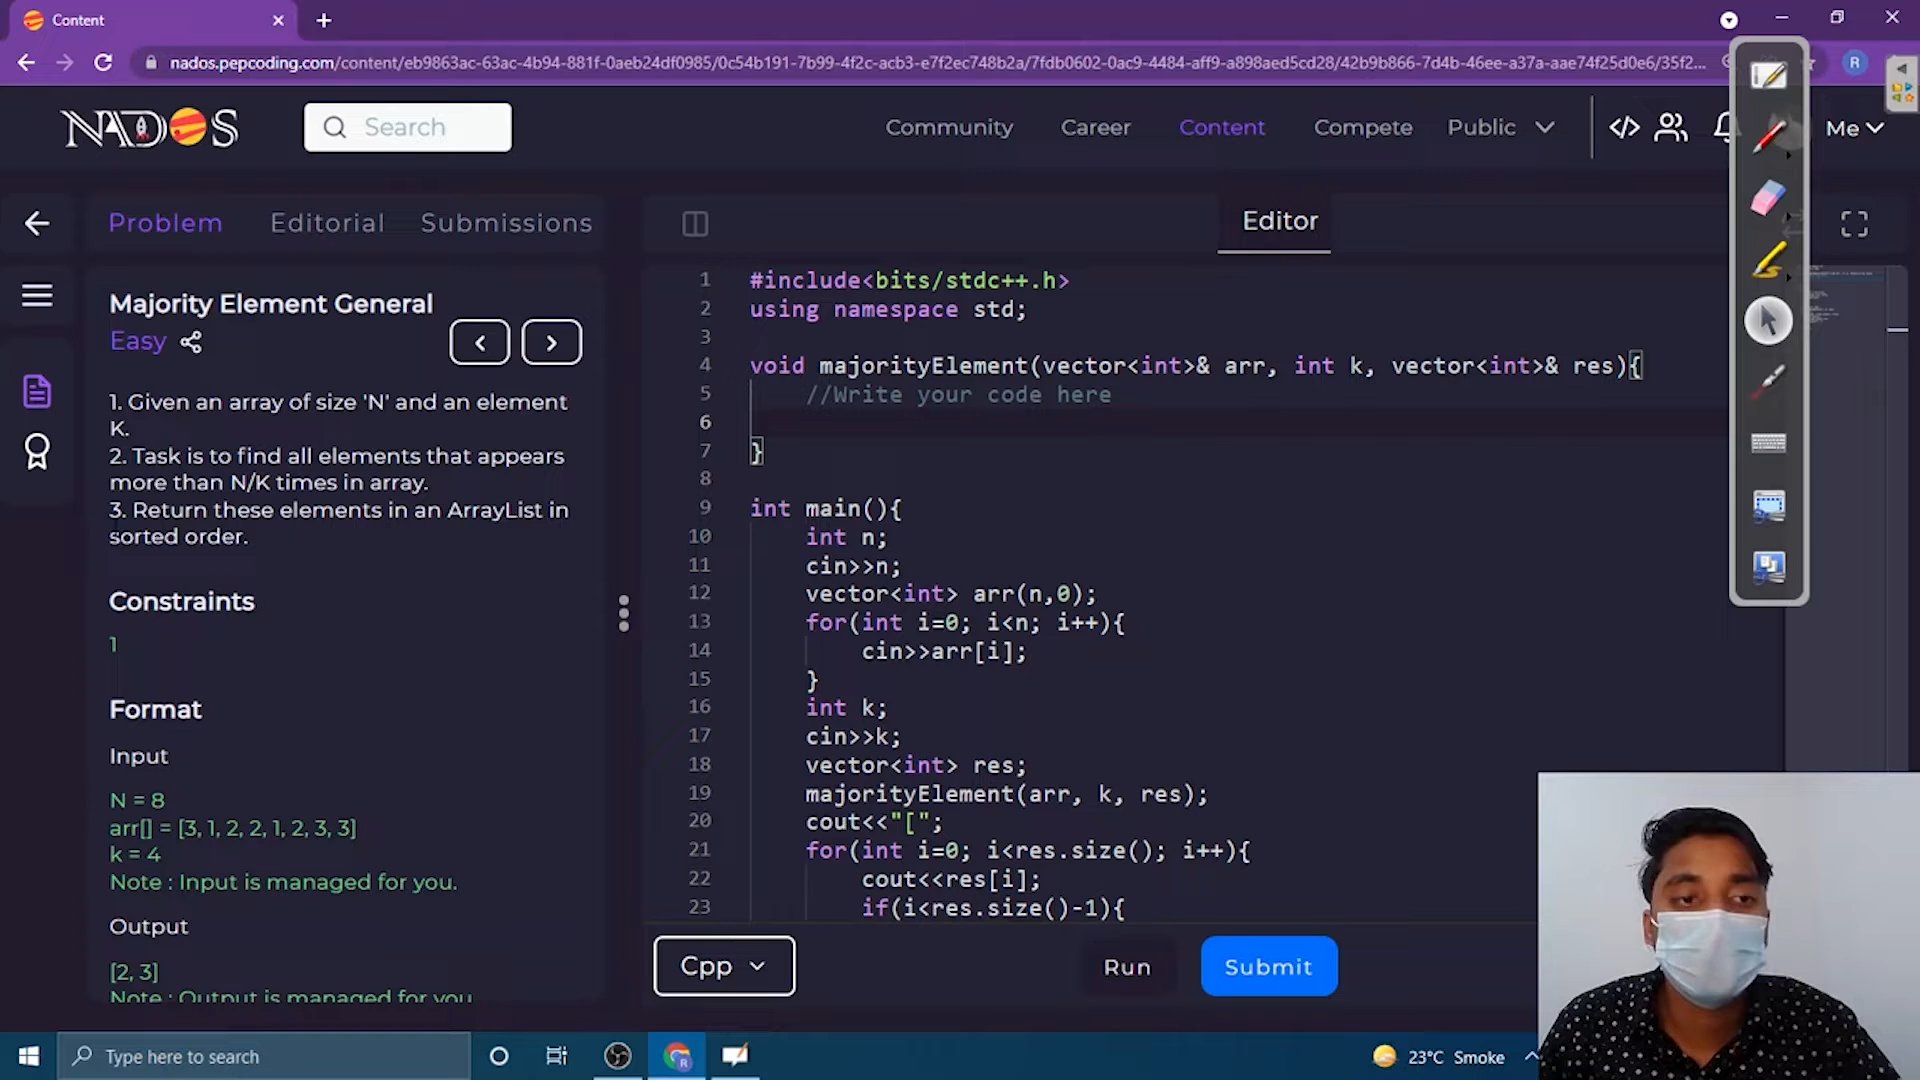 Content
nados.pepcoding.com/content/eb9863ac-63ac-4b94-881f-0aeb24df0985/0c54b191-7b99-4f2c-acb3-e7f2ec748b2a/7fdb0602-0ac9-4484-aff9-a898aed5cd28/42b9b866-7d4b-46ee-a37a-aae74f25d0e6/35f2...
R
NADOS
Search
Community
Career
Content
Compete
Public
Me
Problem
Editorial
Submissions
Editor
Majority Element General
Easy
1. Given an array of size 'N' and an element
K.
2. Task is to find all elements that appears
more than N/K times in array.
3. Return these elements in an ArrayList in
sorted order.
Constraints
1
Format
Input
N = 8
arr[] = [3, 1, 2, 2, 1, 2, 3, 3]
k = 4
Note : Input is managed for you.
Output
[2, 3]
Note : Output is managed for you
1 #include<bits/stdc++.h>
2 using namespace std;
3
4 void majorityElement(vector<int>& arr, int k, vector<int>& res){
5 //Write your code here
6
7 }
8
9 int main(){
10 int n;
11 cin>>n;
12 vector<int> arr(n,0);
13 for(int i=0; i<n; i++){
14 cin>>arr[i];
15 }
16 int k;
17 cin>>k;
18 vector<int> res;
19 majorityElement(arr, k, res);
20 cout<<"[";
21 for(int i=0; i<res.size(); i++){
22 cout<<res[i];
23 if(i<res.size()-1){
Cpp
Run
Submit
Type here to search
R
23°C Smoke